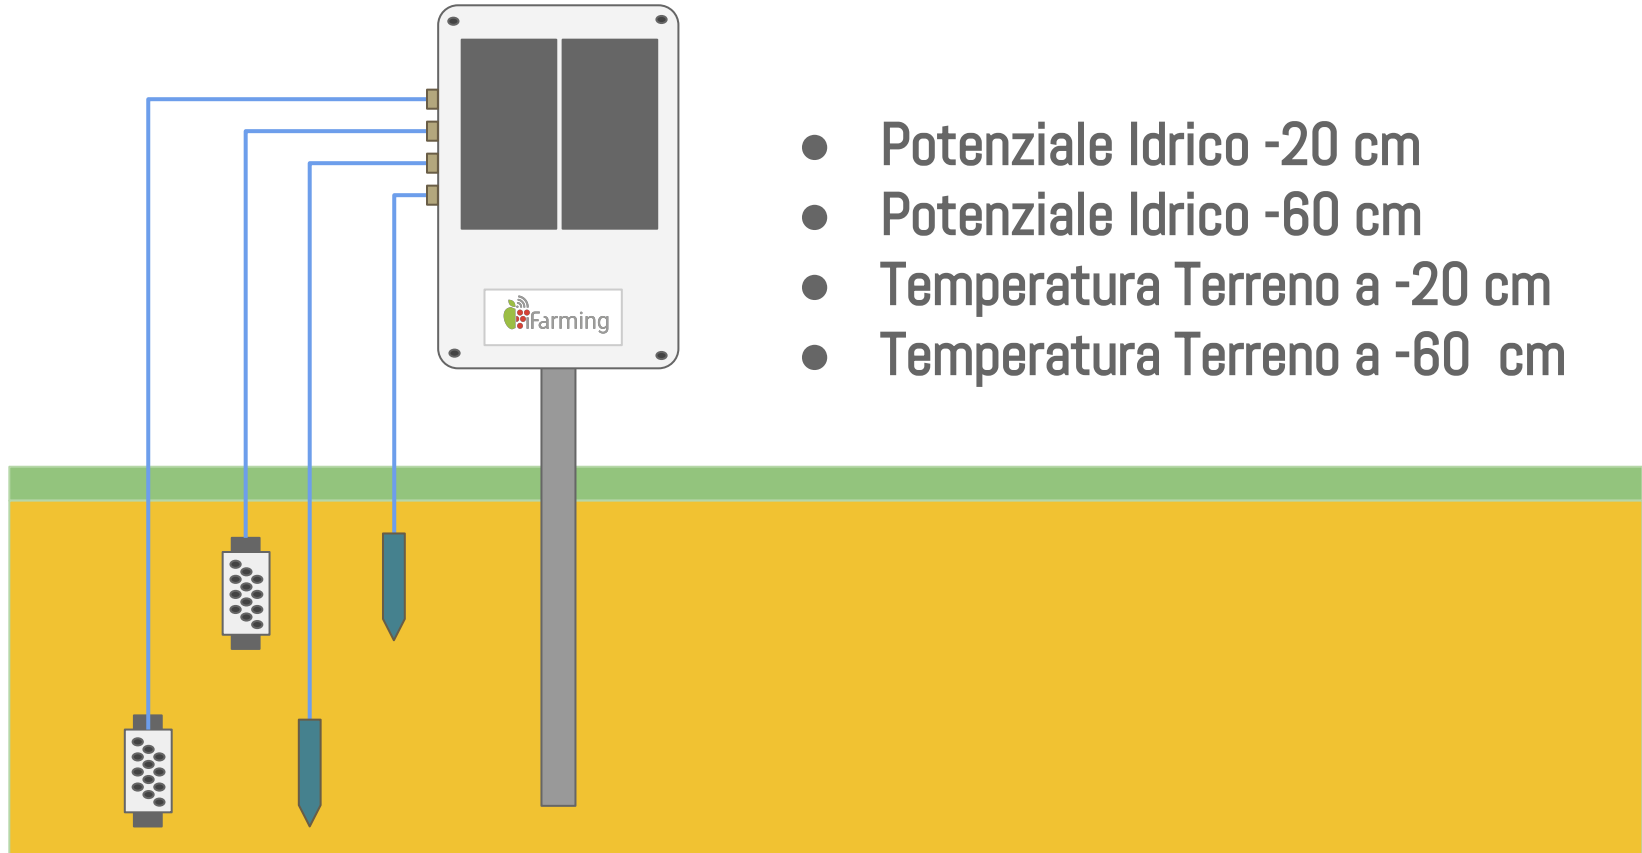 Potenziale Idrico -20 cm
Potenziale Idrico -60 cm
Temperatura Terreno a -20 cm
Temperatura Terreno a -60 cm
iFarming